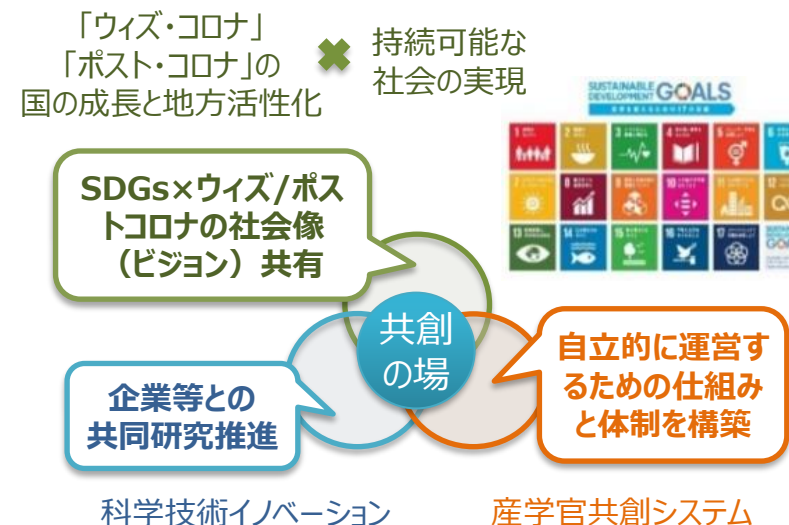 「ウィズ・コロナ」
「ポスト・コロナ」の
国の成長と地方活性化
持続可能な
社会の実現
SUSTAINABLE
DEVELOPMENT GOALS
SDGs×ウィズ/ポス
トコロナの社会像
（ビジョン）共有
共創
の場
企業等との
共同研究推進
自立的に運営す
るための仕組み
と体制を構築
科学技術イノベーション
産学官共創システム